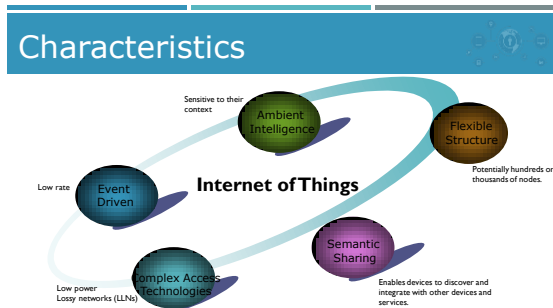 Characteristics
Sensitive to their
context
Ambient
Intelligence
Flexible
Structure
Potentially hundreds or
thousands of nodes.
Low rate
Event
Driven
Internet of Things
Semantic
Sharing
Enables devices to discover and
integrate with other devices and
services.
Complex Access
Technologies
Low power
Lossy networks (LLNs)